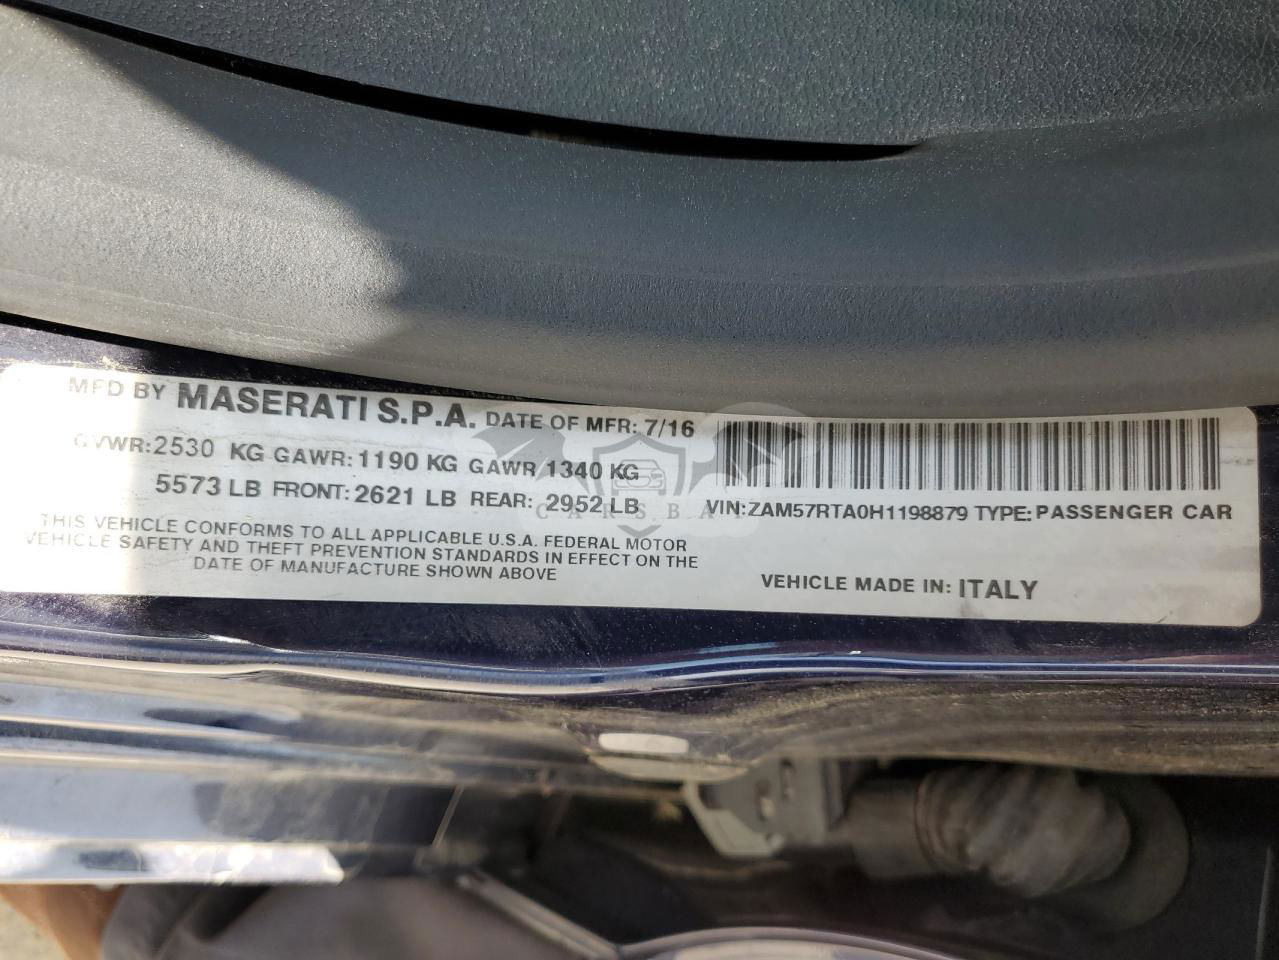 MFD BY MASERATI S.P.A. DATE OF MFR: 7/16
GVWR:2530 KG GAWR:1190 KG GAWR 1340 KG
5573 LB FRONT:2621 LB REAR: 2952 LB
THIS VEHICLE CONFORMS TO ALL APPLICABLE U.S.A. FEDERAL MOTOR
VEHICLE SAFETY AND THEFT PREVENTION STANDARDS IN EFFECT ON THE
DATE OF MANUFACTURE SHOWN ABOVE
VIN:ZAM57RTA0H1198879 TYPE:PASSENGER CAR
VEHICLE MADE IN: ITALY
CARSBAT